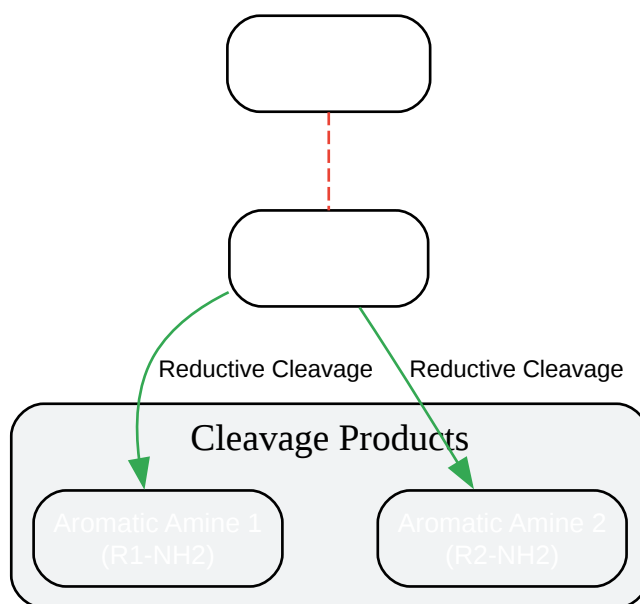 Reductive Cleavage Reductive Cleavage
Cleavage Products
Aromatic Amine 1
(R1-NH2)
Aromatic Amine 2
(R2-NH2)